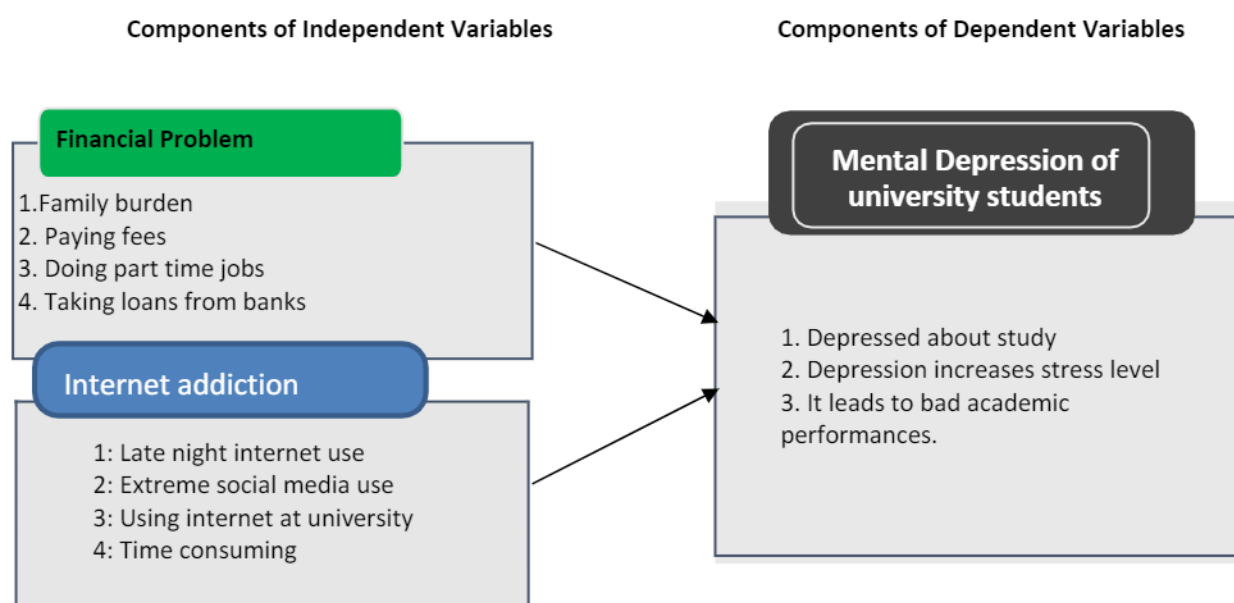 Components of Independent Variables
Components of Dependent Variables
Financial Problem
1.Family burden
2. Paying fees
3. Doing part time jobs
4. Taking loans from banks
Internet addiction
1: Late night internet use
2: Extreme social media use
3: Using internet at university
4: Time consuming
Mental Depression of
university students
1. Depressed about study
2. Depression increases stress level
3. It leads to bad academic
performances.